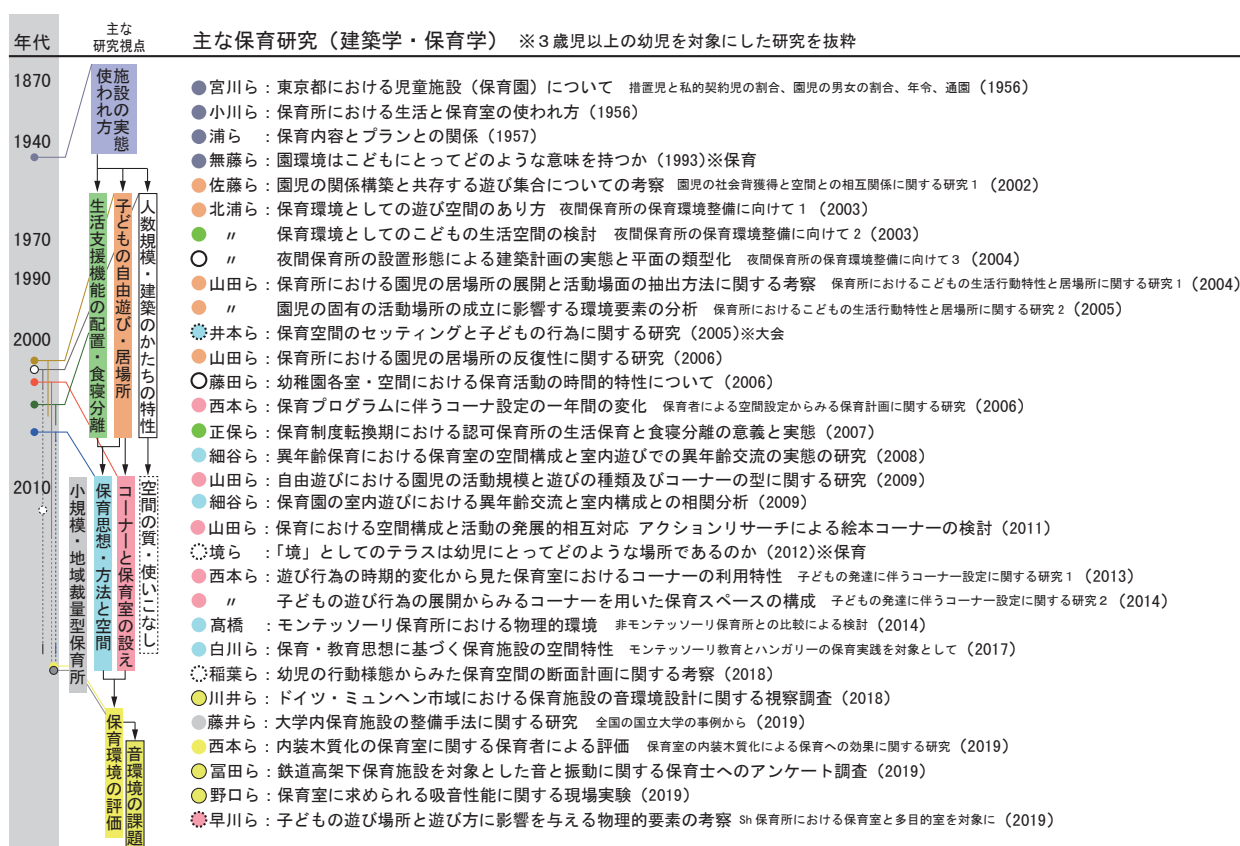 年代
主な
研究視点
主な保育研究（建築学・保育学） ※３歳児以上の幼児を対象にした研究を抜粋
1870
1940
1970
1990
2000
2010
施設の実態
使われ方
生活支援機能の配置・食寝分離
子どもの自由遊び・居場所
人数規模・建築のかたちの特性
小規模・地域裁量型保育所
保育思想・方法と空間
コーナーと保育室の設え
空間の質・使いこなし
保育環境の評価
音環境の課題
宮川ら：東京都における児童施設（保育園）について 措置児と私的契約児の割合、園児の男女の割合、年令、通園（1956）
小川ら：保育所における生活と保育室の使われ方（1956）
浦ら ：保育内容とプランとの関係（1957）
無藤ら：園環境はこどもにとってどのような意味を持つか（1993）※保育
佐藤ら：園児の関係構築と共存する遊び集合についての考察 園児の社会背獲得と空間との相互関係に関する研究１（2002）
北浦ら：保育環境としての遊び空間のあり方 夜間保育所の保育環境整備に向けて１（2003）
〃 保育環境としてのこどもの生活空間の検討 夜間保育所の保育環境整備に向けて２（2003）
〃 夜間保育所の設置形態による建築計画の実態と平面の類型化 夜間保育所の保育環境整備に向けて３（2004）
山田ら：保育所における園児の居場所の展開と活動場面の抽出方法に関する考察 保育所におけるこどもの生活行動特性と居場所に関する研究１（2004）
〃 園児の固有の活動場所の成立に影響する環境要素の分析 保育所におけるこどもの生活行動特性と居場所に関する研究２（2005）
井本ら：保育空間のセッティングと子どもの行為に関する研究（2005）※大会
山田ら：保育所における園児の居場所の反復性に関する研究（2006）
藤田ら：幼稚園各室・空間における保育活動の時間的特性について（2006）
西本ら：保育プログラムに伴うコーナ設定の一年間の変化 保育者による空間設定からみる保育計画に関する研究（2006）
正保ら：保育制度転換期における認可保育所の生活保育と食寝分離の意義と実態（2007）
細谷ら：異年齢保育における保育室の空間構成と室内遊びでの異年齢交流の実態の研究（2008）
山田ら：自由遊びにおける園児の活動規模と遊びの種類及びコーナーの型に関する研究（2009）
細谷ら：保育園の室内遊びにおける異年齢交流と室内構成との相関分析（2009）
山田ら：保育における空間構成と活動の発展的相互対応 アクションリサーチによる絵本コーナーの検討（2011）
境ら ：「境」としてのテラスは幼児にとってどのような場所であるのか（2012）※保育
西本ら：遊び行為の時期的変化から見た保育室におけるコーナーの利用特性 子どもの発達に伴うコーナー設定に関する研究１（2013）
〃 子どもの遊び行為の展開からみるコーナーを用いた保育スペースの構成 子どもの発達に伴うコーナー設定に関する研究２（2014）
髙橋 ：モンテッソーリ保育所における物理的環境 非モンテッソーリ保育所との比較による検討（2014）
白川ら：保育・教育思想に基づく保育施設の空間特性 モンテッソーリ教育とハンガリーの保育実践を対象として（2017）
稲葉ら：幼児の行動様態からみた保育空間の断面計画に関する考察（2018）
川井ら：ドイツ・ミュンヘン市域における保育施設の音環境設計に関する視察調査（2018）
藤井ら：大学内保育施設の整備手法に関する研究 全国の国立大学の事例から（2019）
西本ら：内装木質化の保育室に関する保育者による評価 保育室の内装木質化による保育への効果に関する研究（2019）
冨田ら：鉄道高架下保育施設を対象とした音と振動に関する保育士へのアンケート調査（2019）
野口ら：保育室に求められる吸音性能に関する現場実験（2019）
早川ら：子どもの遊び場所と遊び方に影響を与える物理的要素の考察 Sh保育所における保育室と多目的室を対象に（2019）